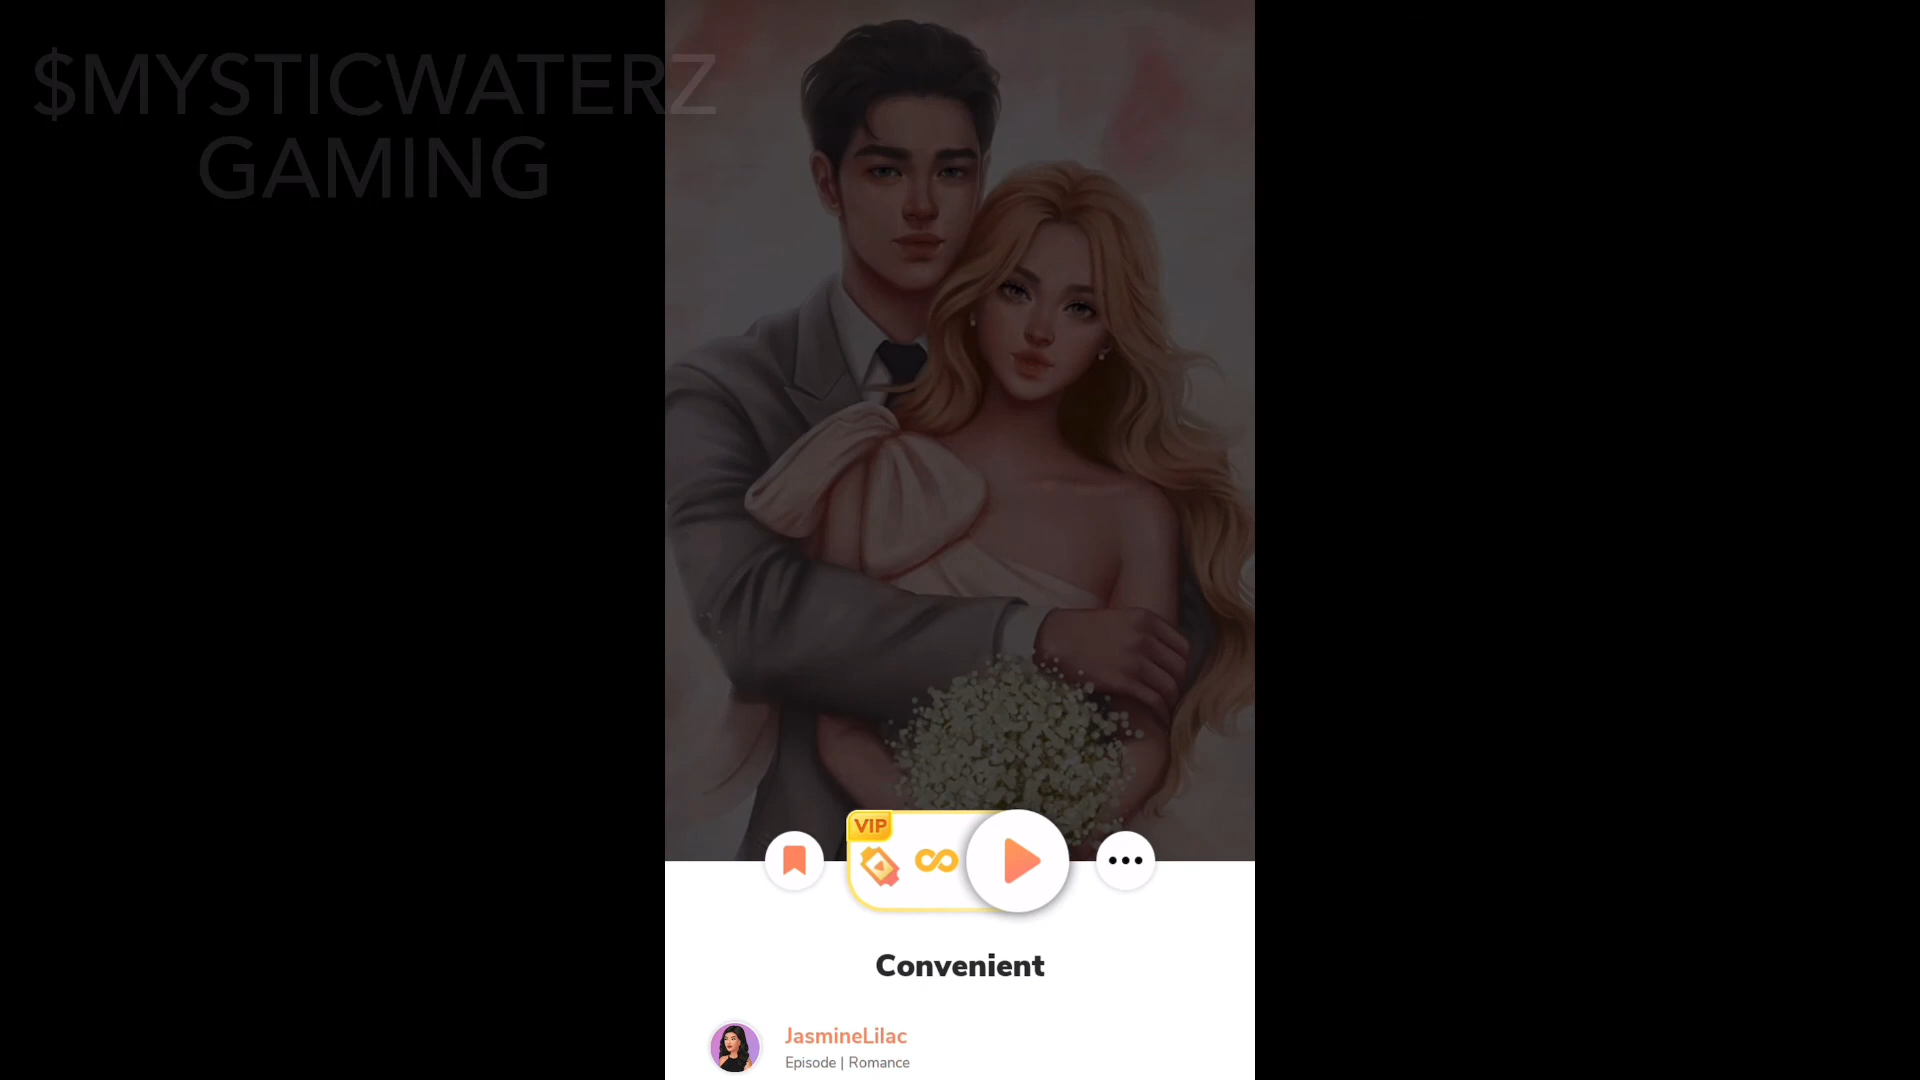 $MYSTICWATERZ
GAMING
VIP
Convenient
JasmineLilac
Episode | Romance